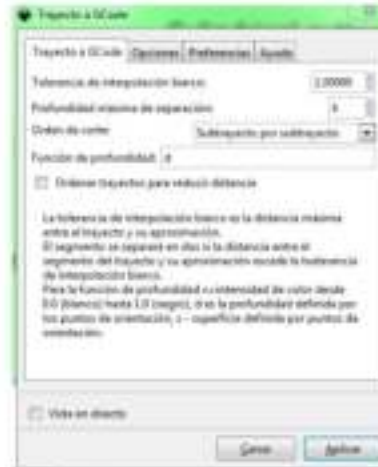 Trayecto a GCode
Trayecto a GCode Opciones Preferencias Ayuda
Tolerancia de interpolación biarco: 1,00000
Profundidad máxima de separación:
Orden de corte: Subtrayecto por subtrayecto
Función de profundidad: d
Ordenar trayectos para reducir distancia
La tolerancia de interpolación biarco es la distancia máxima
entre el trayecto y su aproximación.
El segmento se separará en dos si la distancia entre el
segmento del trayecto y su aproximación excede la tolerancia
de interpolación biarco.
Para la función de profundidad c=intensidad de color desde
0.0 (blanco) hasta 1.0 (negro), d es la profundidad definida por
los puntos de orientación, s - superficie definida por puntos de
orientación.
Vista en directo
Cerrar Aplicar